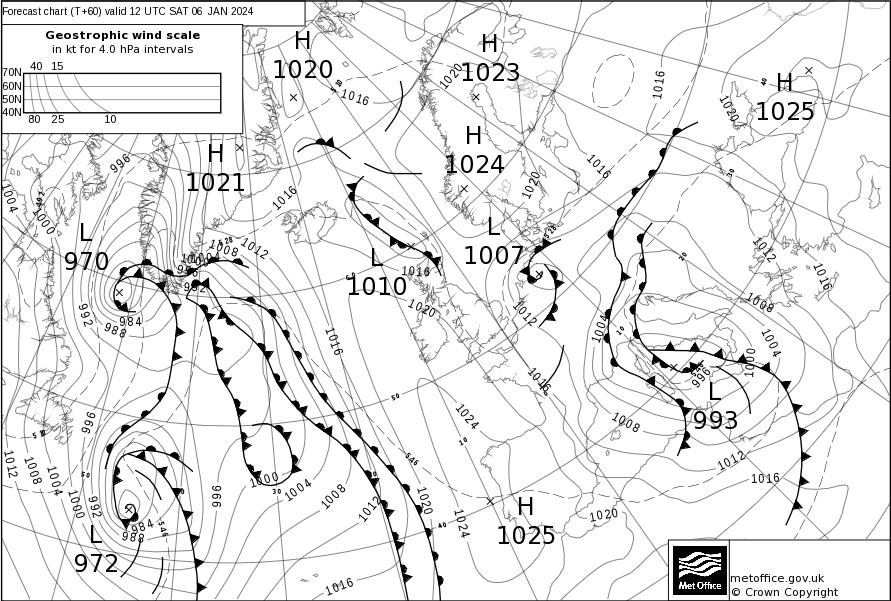 Forecast chart (T+60) valid 12 UTC SAT 06 JAN 2024
Geostrophic wind scale
in kt for 4.0 hPa intervals
40 15
70N
60N
50N
40N
80 25 10
H
1020
H
1023
H
1025
H
1024
H
1021
L
970
L
1010
L
1007
L
993
L
972
H
1025
1016
1020
1016
1020
996
1004
1000
1016
1016
1020
1012
1008
1012
1016
1008
992
984
988
1016
1020
1012
1004
1004
1000
996
1016
1016
996
1024
1008
1012
1016
1012
1008
1004
1000
992
984
988
996
1000
1004
1008
1012
1020
1024
1020
1016
metoffice.gov.uk
© Crown Copyright
Met Office